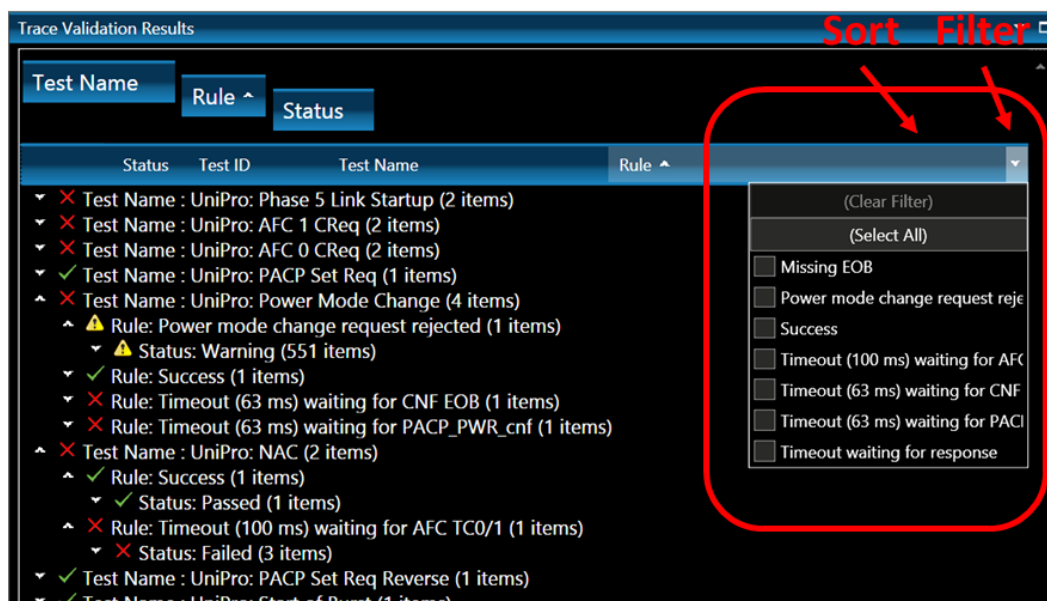 Trace Validation Results
Sort Filter
Test Name
Rule
Status
Status Test ID Test Name Rule
Test Name : UniPro: Phase 5 Link Startup (2 items)
Test Name : UniPro: AFC 1 CReq (2 items)
Test Name : UniPro: AFC 0 CReq (2 items)
Test Name : UniPro: PACP Set Req (1 items)
Test Name : UniPro: Power Mode Change (4 items)
Rule: Power mode change request rejected (1 items)
Status: Warning (551 items)
Rule: Success (1 items)
Rule: Timeout (63 ms) waiting for CNF EOB (1 items)
Rule: Timeout (63 ms) waiting for PACP_PWR_cnf (1 items)
Test Name : UniPro: NAC (2 items)
Rule: Success (1 items)
Status: Passed (1 items)
Rule: Timeout (100 ms) waiting for AFC TC0/1 (1 items)
Status: Failed (3 items)
Test Name : UniPro: PACP Set Req Reverse (1 items)
Test Name : UniPro: Start of Burst (1 items)
(Clear Filter)
(Select All)
Missing EOB
Power mode change request reje
Success
Timeout (100 ms) waiting for AFC
Timeout (63 ms) waiting for CNF
Timeout (63 ms) waiting for PACI
Timeout waiting for response